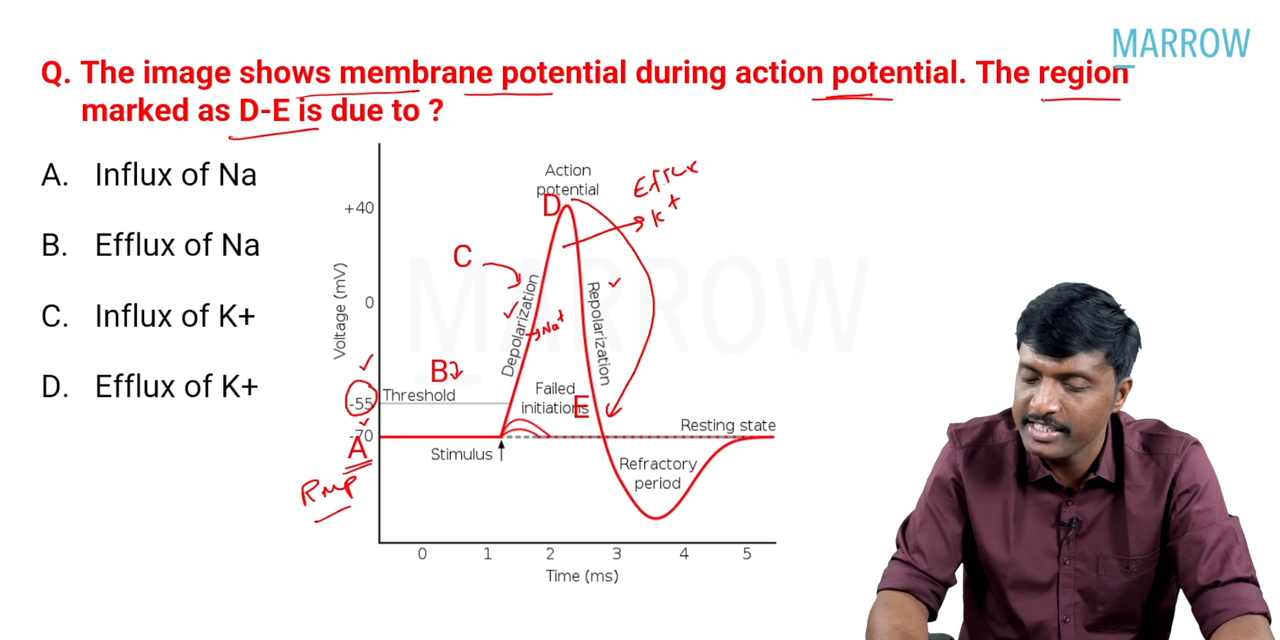 MARROW
Q. The image shows membrane potential during action potential. The region
marked as D-E is due to ?
A. Influx of Na
B. Efflux of Na
C. Influx of K+
D. Efflux of K+
Action
potential
Efflux
K+
D
+40
C
Voltage (mV)
0
Depolarization
Na+
Repolarization
B
Threshold
-55
Failed
initiations
E
-70
Resting state
A
Stimulus
Refractory
period
RMP
0 1 2 3 4 5
Time (ms)
MARROW